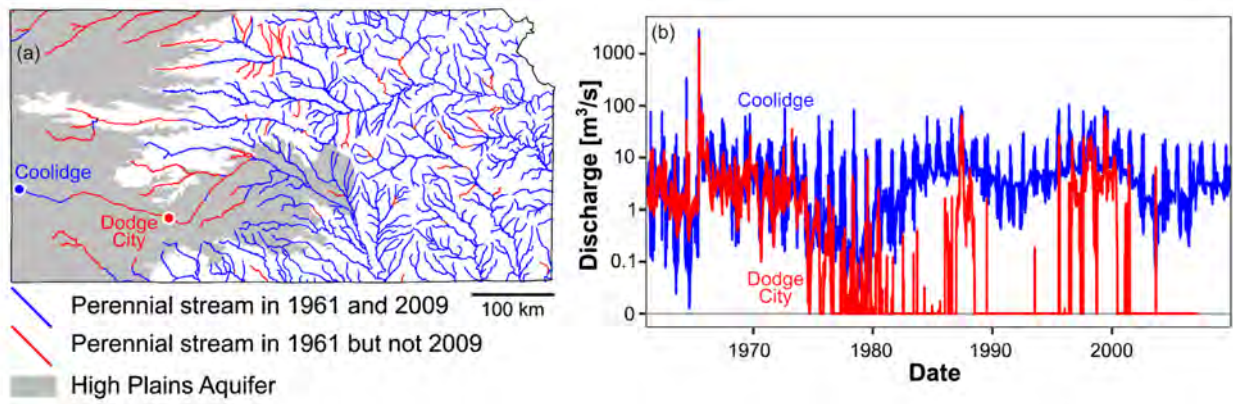 (a)
Coolidge
Dodge
City
Perennial stream in 1961 and 2009
100 km
Perennial stream in 1961 but not 2009
High Plains Aquifer
(b)
Discharge [m³/s]
1000
100
10
1
0.1
0
Coolidge
Dodge
City
1970
1980
1990
2000
Date